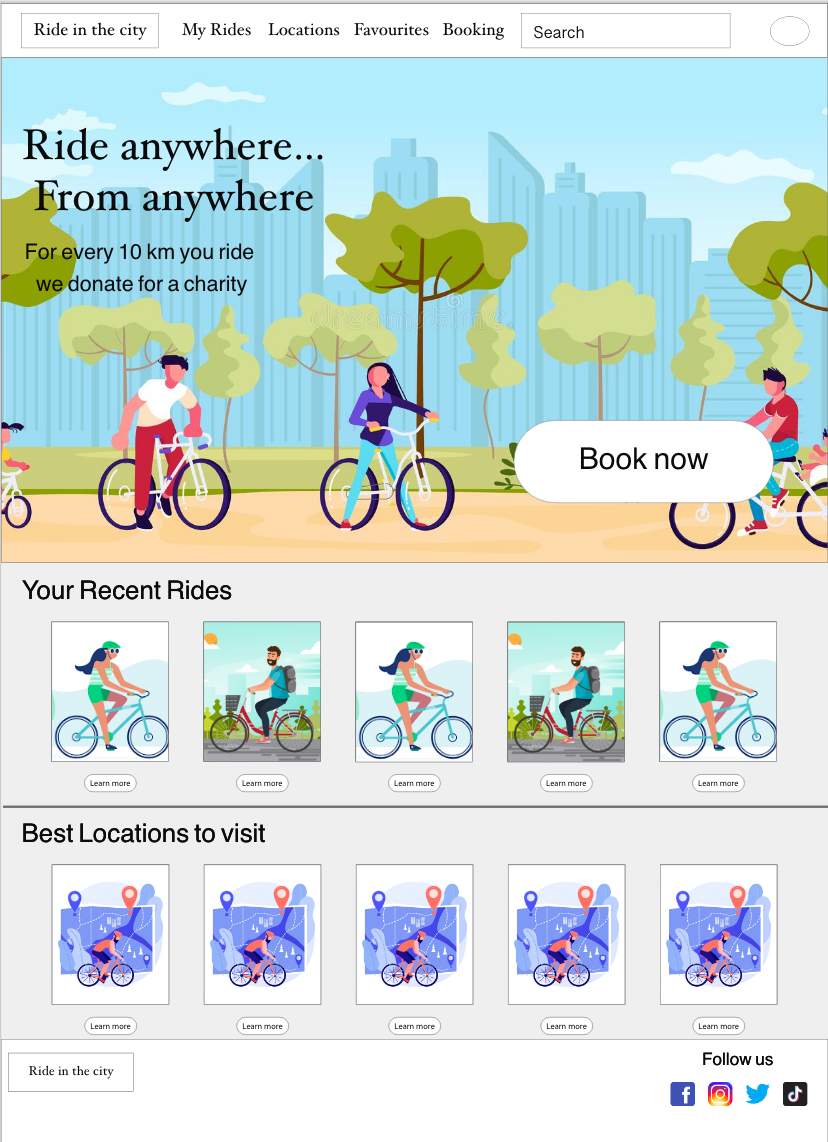 Ride in the city
My Rides Locations Favourites Booking
Search
Ride anywhere...
From anywhere
For every 10 km you ride
we donate for a charity
dreamstime
Book now
Your Recent Rides
Learn more Learn more Learn more Learn more Learn more
Best Locations to visit
Learn more Learn more Learn more Learn more Learn more
Ride in the city
Follow us